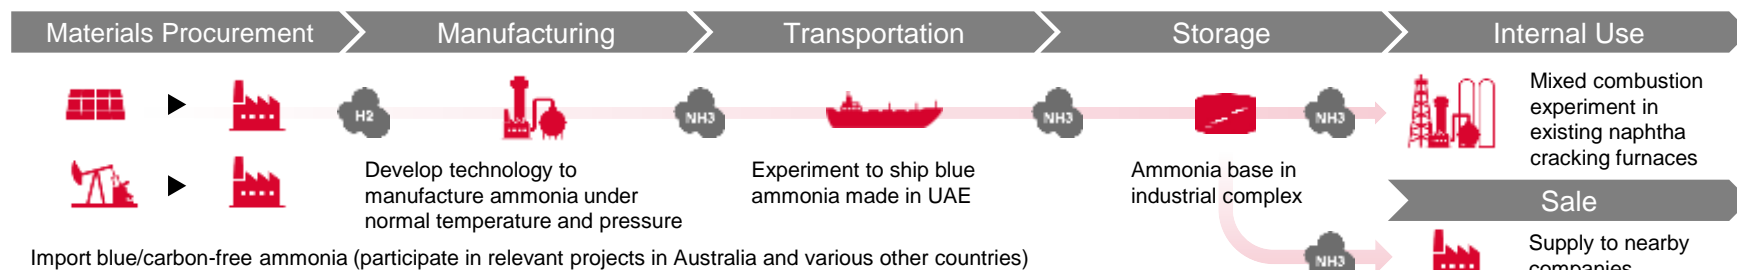 Materials Procurement
Manufacturing
Transportation
Storage
Internal Use
H2
NH3
NH3
NH3
Mixed combustion
experiment in
existing naphtha
cracking furnaces
Develop technology to
manufacture ammonia under
normal temperature and pressure
Experiment to ship blue
ammonia made in UAE
Ammonia base in
industrial complex
Sale
NH3
Supply to nearby
companies
Import blue/carbon-free ammonia (participate in relevant projects in Australia and various other countries)